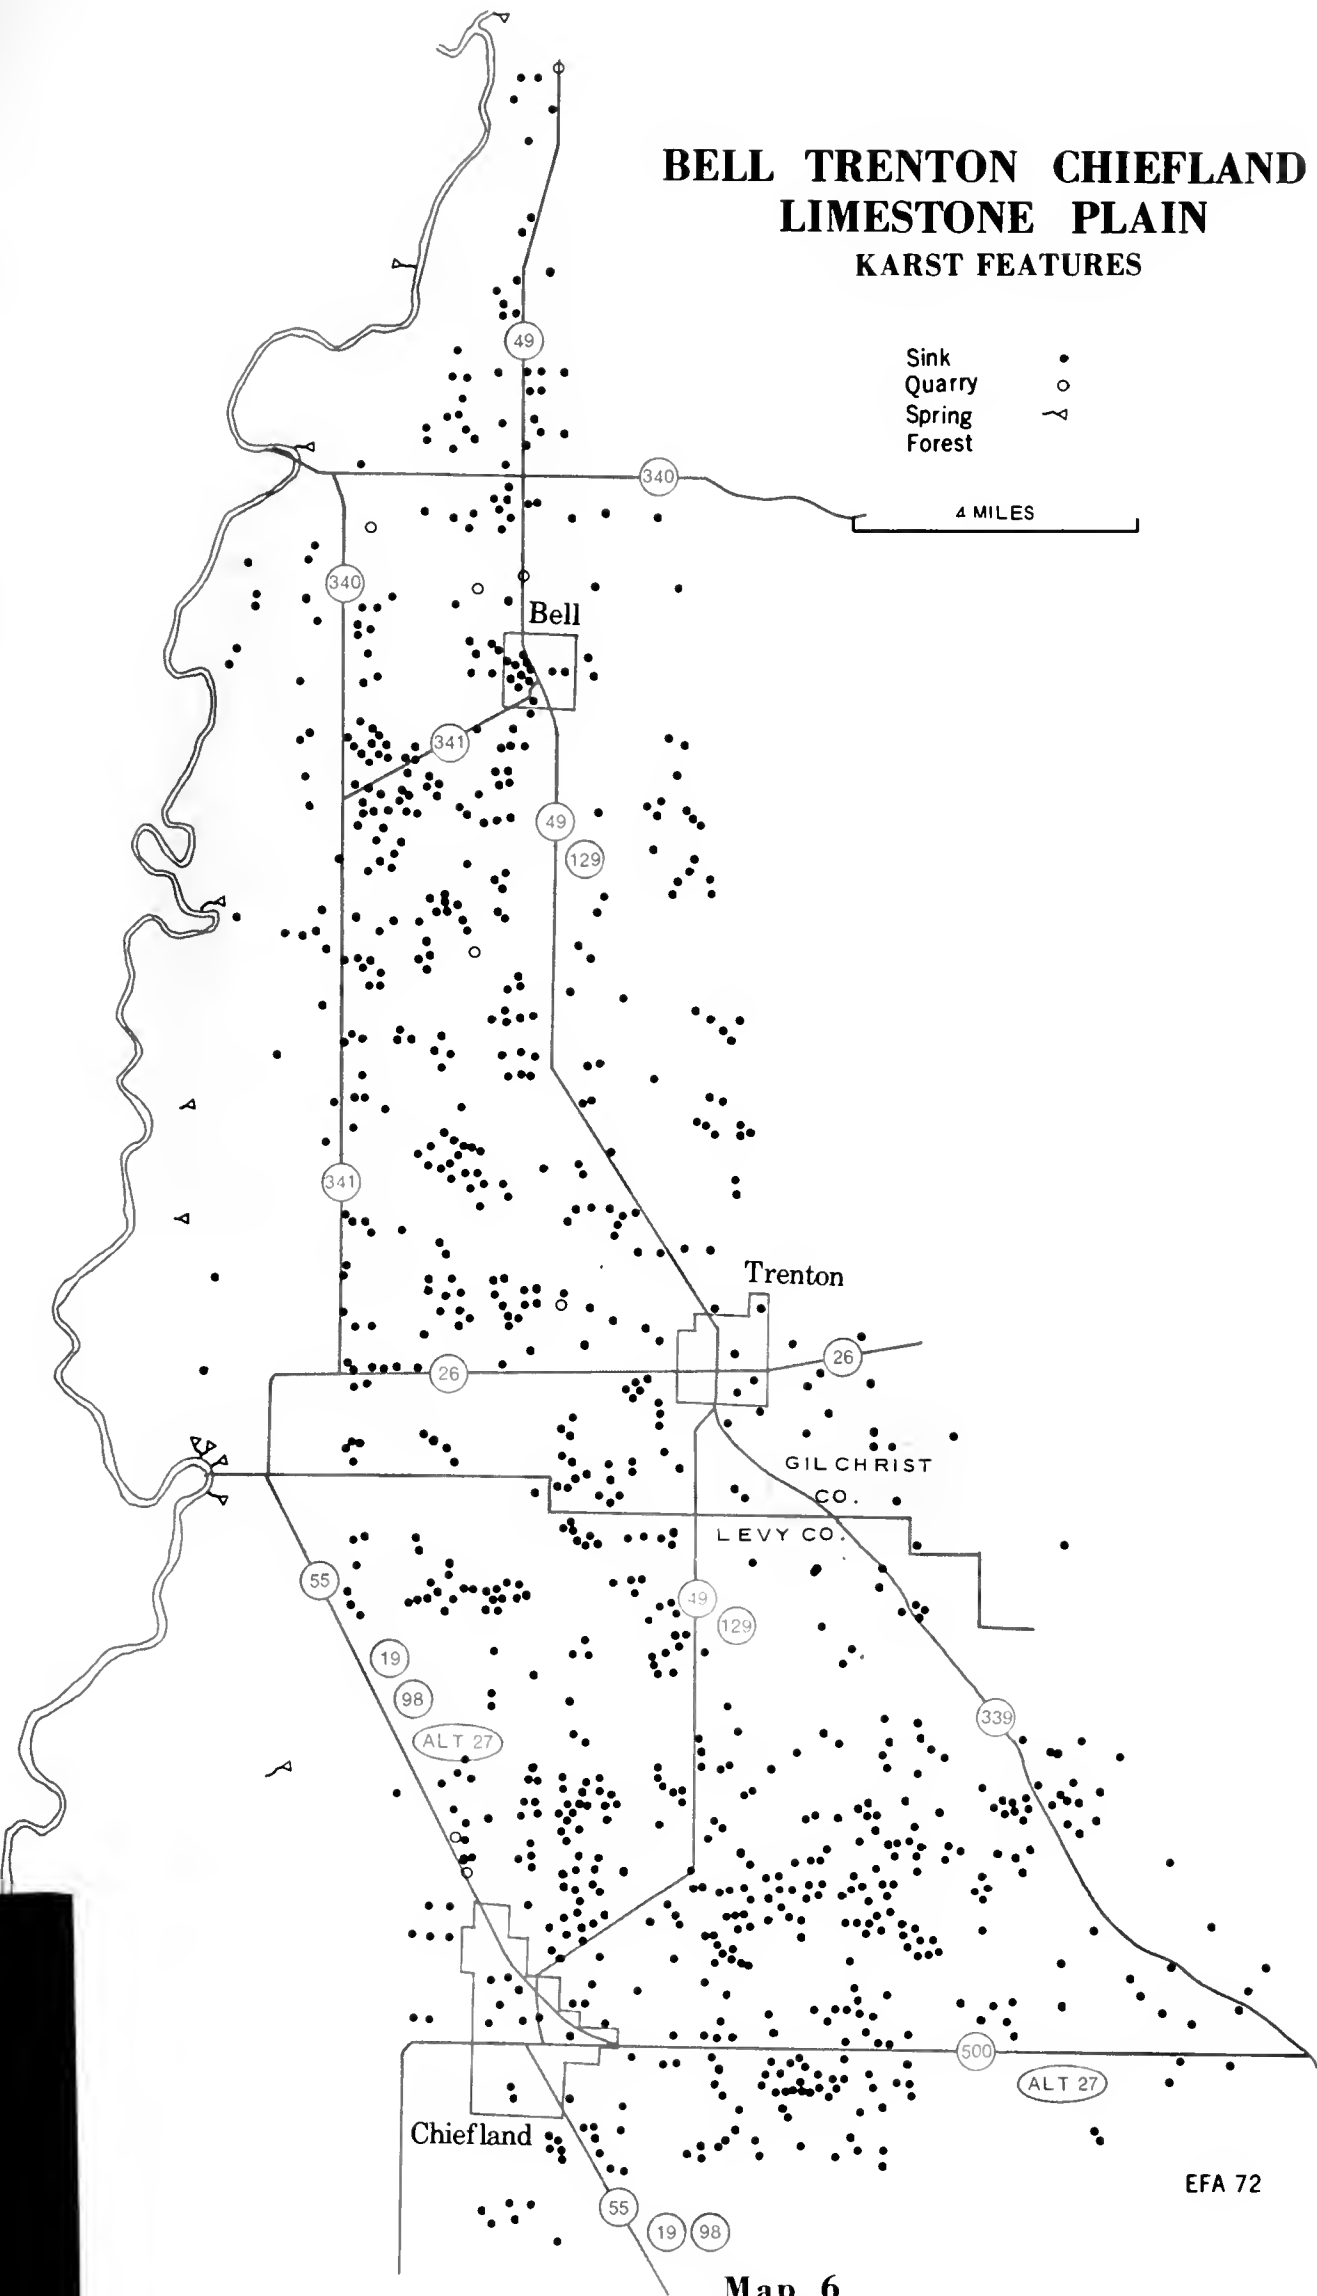 BELL TRENTON CHIEFLAND
LIMESTONE PLAIN
KARST FEATURES
Sink
Quarry
Spring
Forest
4 MILES
49
340
340
Bell
341
49
129
341
Trenton
26
26
GILCHRIST
CO.
LEVY CO.
55
49
129
19
98
ALT 27
339
500
ALT 27
Chiefland
EFA 72
55
19
98
Map 6